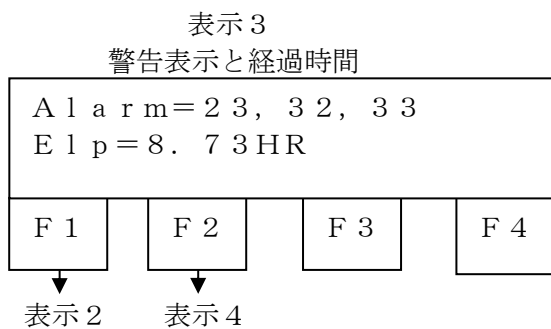 表示３
警告表示と経過時間
Ａｌａｒｍ＝２３，３２，３３
Ｅｌｐ＝８．７３ＨＲ
Ｆ１ Ｆ２ Ｆ３ Ｆ４
表示２ 表示４